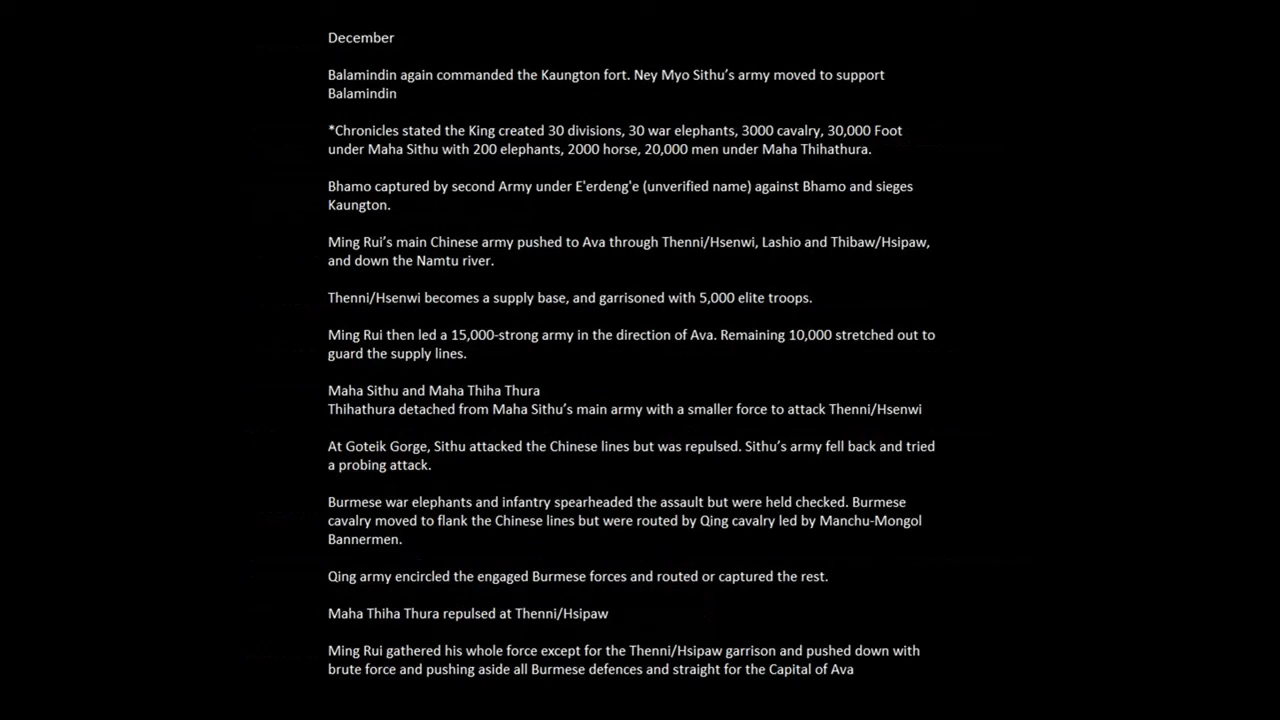 December
Balamindin again commanded the Kaungton fort. Ney Myo Sithu’s army moved to support
Balamindin
*Chronicles stated the King created 30 divisions, 30 war elephants, 3000 cavalry, 30,000 Foot
under Maha Sithu with 200 elephants, 2000 horse, 20,000 men under Maha Thihathura.
Bhamo captured by second Army under E'erdeng'e (unverified name) against Bhamo and sieges
Kaungton.
Ming Rui’s main Chinese army pushed to Ava through Thenni/Hsenwi, Lashio and Thibaw/Hsipaw,
and down the Namtu river.
Thenni/Hsenwi becomes a supply base, and garrisoned with 5,000 elite troops.
Ming Rui then led a 15,000-strong army in the direction of Ava. Remaining 10,000 stretched out to
guard the supply lines.
Maha Sithu and Maha Thiha Thura
Thihathura detached from Maha Sithu’s main army with a smaller force to attack Thenni/Hsenwi
At Goteik Gorge, Sithu attacked the Chinese lines but was repulsed. Sithu’s army fell back and tried
a probing attack.
Burmese war elephants and infantry spearheaded the assault but were held checked. Burmese
cavalry moved to flank the Chinese lines but were routed by Qing cavalry led by Manchu-Mongol
Bannermen.
Qing army encircled the engaged Burmese forces and routed or captured the rest.
Maha Thiha Thura repulsed at Thenni/Hsipaw
Ming Rui gathered his whole force except for the Thenni/Hsipaw garrison and pushed down with
brute force and pushing aside all Burmese defences and straight for the Capital of Ava